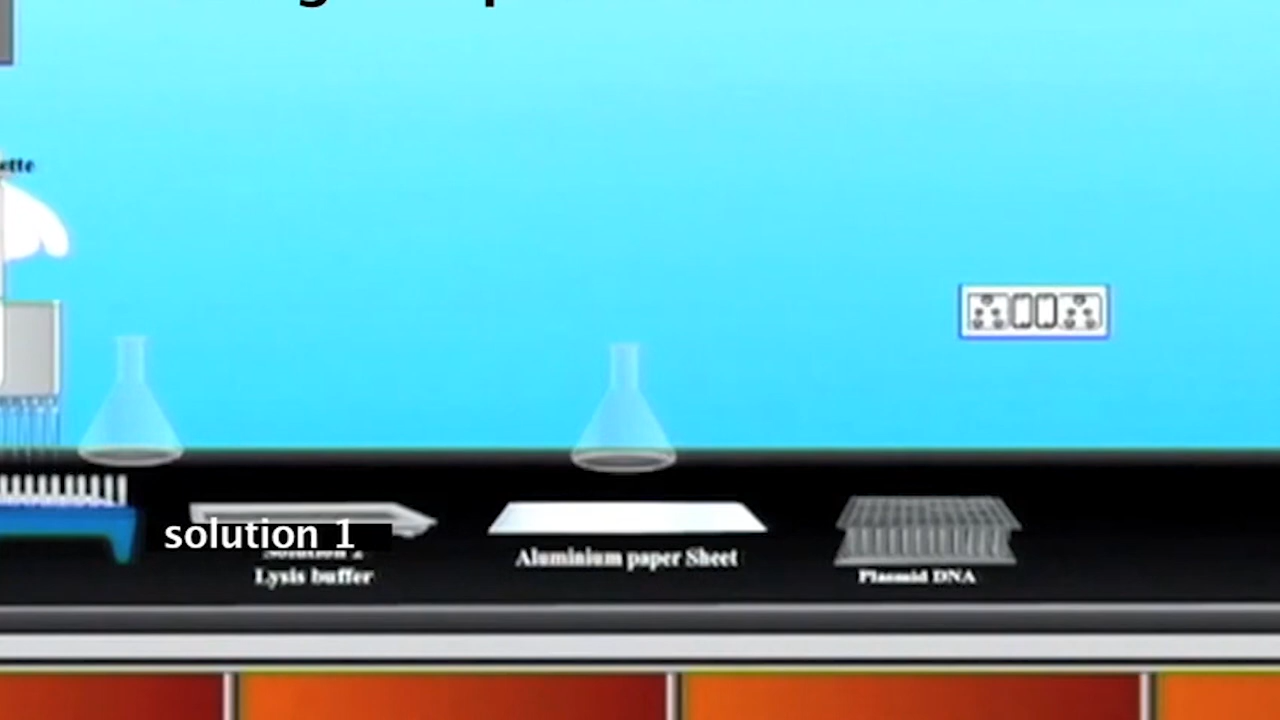 solution 1
Lysis buffer
Aluminium paper Sheet
Plasmid DNA